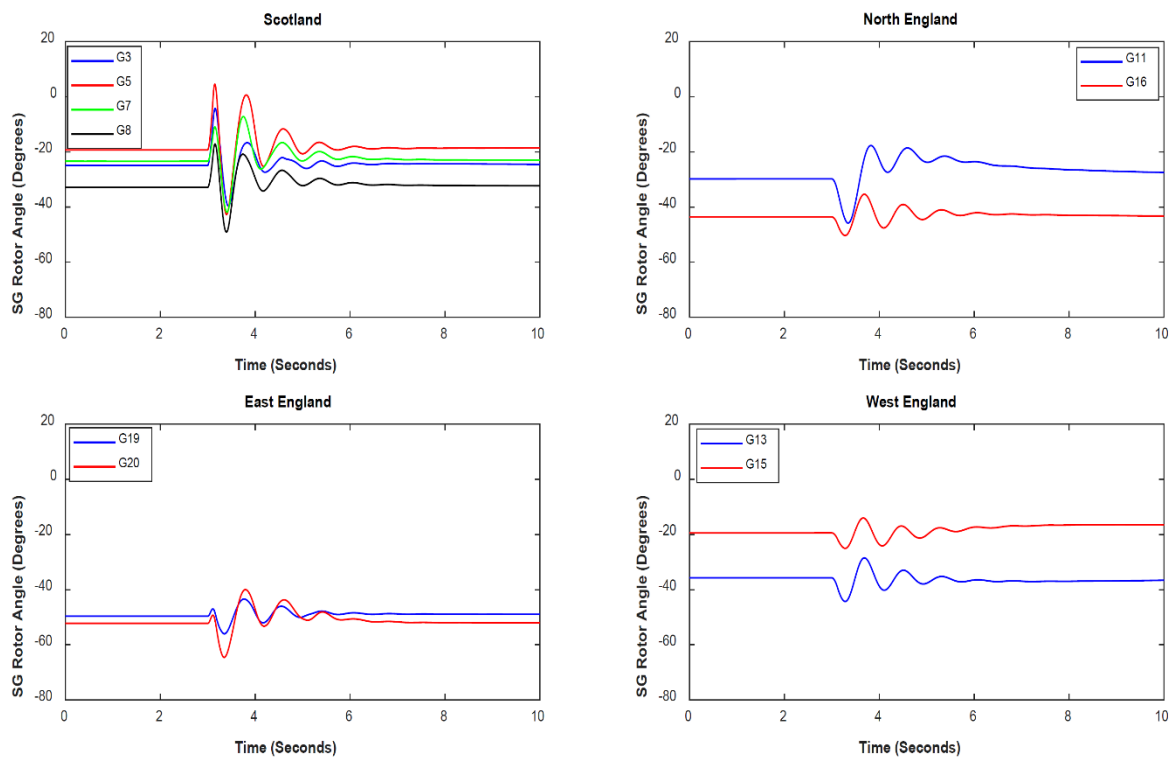 Scotland
20
0
-20
-40
-60
-80
SG Rotor Angle (Degrees)
G3
G5
G7
G8
0 2 4 6 8 10
Time (Seconds)
North England
20
0
-20
-40
-60
-80
SG Rotor Angle (Degrees)
G11
G16
0 2 4 6 8 10
Time (Seconds)
East England
20
0
-20
-40
-60
-80
SG Rotor Angle (Degrees)
G19
G20
0 2 4 6 8 10
Time (Seconds)
West England
20
0
-20
-40
-60
-80
SG Rotor Angle (Degrees)
G13
G15
0 2 4 6 8 10
Time (Seconds)